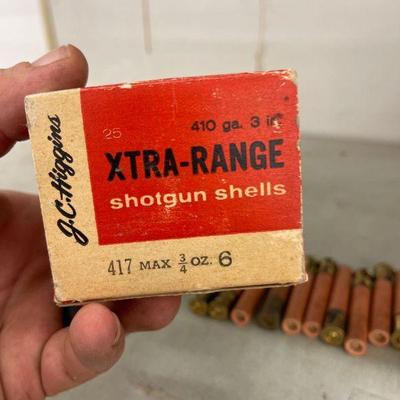 J.C. Higgins
25
410 ga. 3 in.
XTRA-RANGE
shotgun shells
417 MAX 3/4 OZ. 6